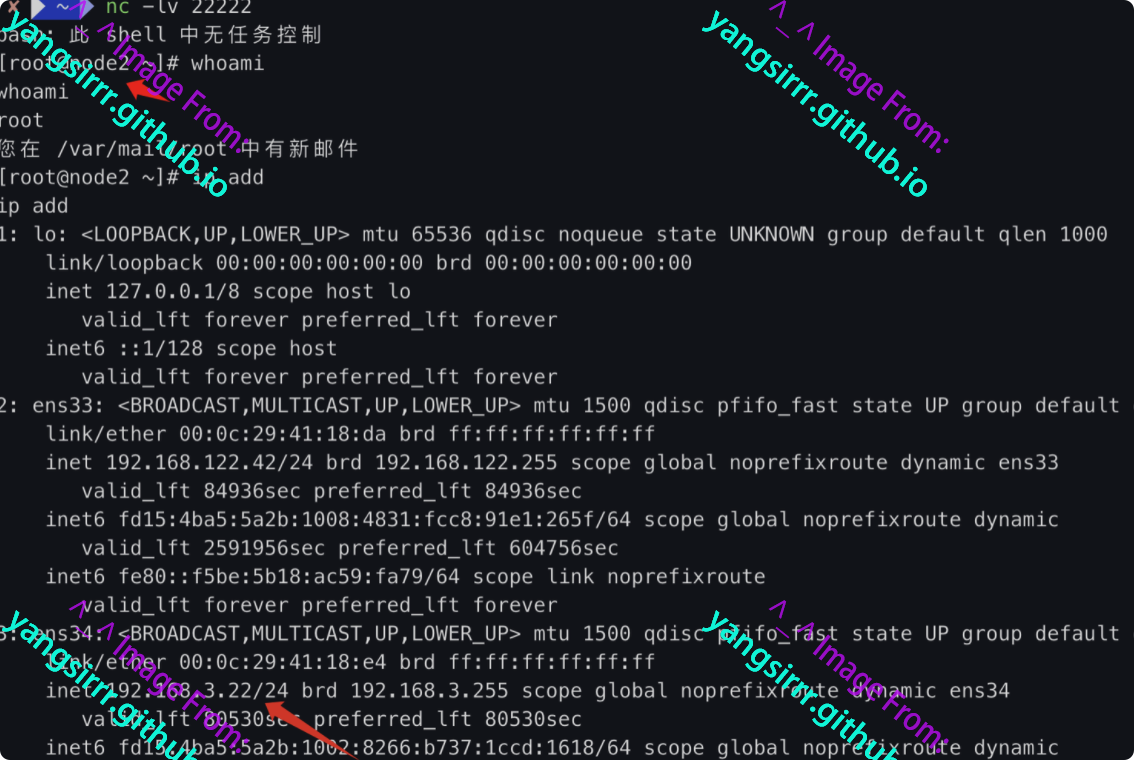 ~ nc -lv 22222
bash: 此 shell 中无任务控制
[root@node2 ~]# whoami
whoami
root
您在 /var/mail/root 中有新邮件
[root@node2 ~]# ip add
ip add
1: lo: <LOOPBACK,UP,LOWER_UP> mtu 65536 qdisc noqueue state UNKNOWN group default qlen 1000
link/loopback 00:00:00:00:00:00 brd 00:00:00:00:00:00
inet 127.0.0.1/8 scope host lo
valid_lft forever preferred_lft forever
inet6 ::1/128 scope host
valid_lft forever preferred_lft forever
2: ens33: <BROADCAST,MULTICAST,UP,LOWER_UP> mtu 1500 qdisc pfifo_fast state UP group default
link/ether 00:0c:29:41:18:da brd ff:ff:ff:ff:ff:ff
inet 192.168.122.42/24 brd 192.168.122.255 scope global noprefixroute dynamic ens33
valid_lft 84936sec preferred_lft 84936sec
inet6 fd15:4ba5:5a2b:1008:4831:fcc8:91e1:265f/64 scope global noprefixroute dynamic
valid_lft 2591956sec preferred_lft 604756sec
inet6 fe80::f5be:5b18:ac59:fa79/64 scope link noprefixroute
valid_lft forever preferred_lft forever
3: ens34: <BROADCAST,MULTICAST,UP,LOWER_UP> mtu 1500 qdisc pfifo_fast state UP group default
link/ether 00:0c:29:41:18:e4 brd ff:ff:ff:ff:ff:ff
inet 192.168.3.22/24 brd 192.168.3.255 scope global noprefixroute dynamic ens34
valid_lft 80530sec preferred_lft 80530sec
inet6 fd15:4ba5:5a2b:1002:8266:b737:1ccd:1618/64 scope global noprefixroute dynamic
^_^ Image From:
yangsirrr.github.io
^_^ Image From:
yangsirrr.github.io
^_^ Image From:
yangsirrr.github.io
^_^ Image From:
yangsirrr.github.io